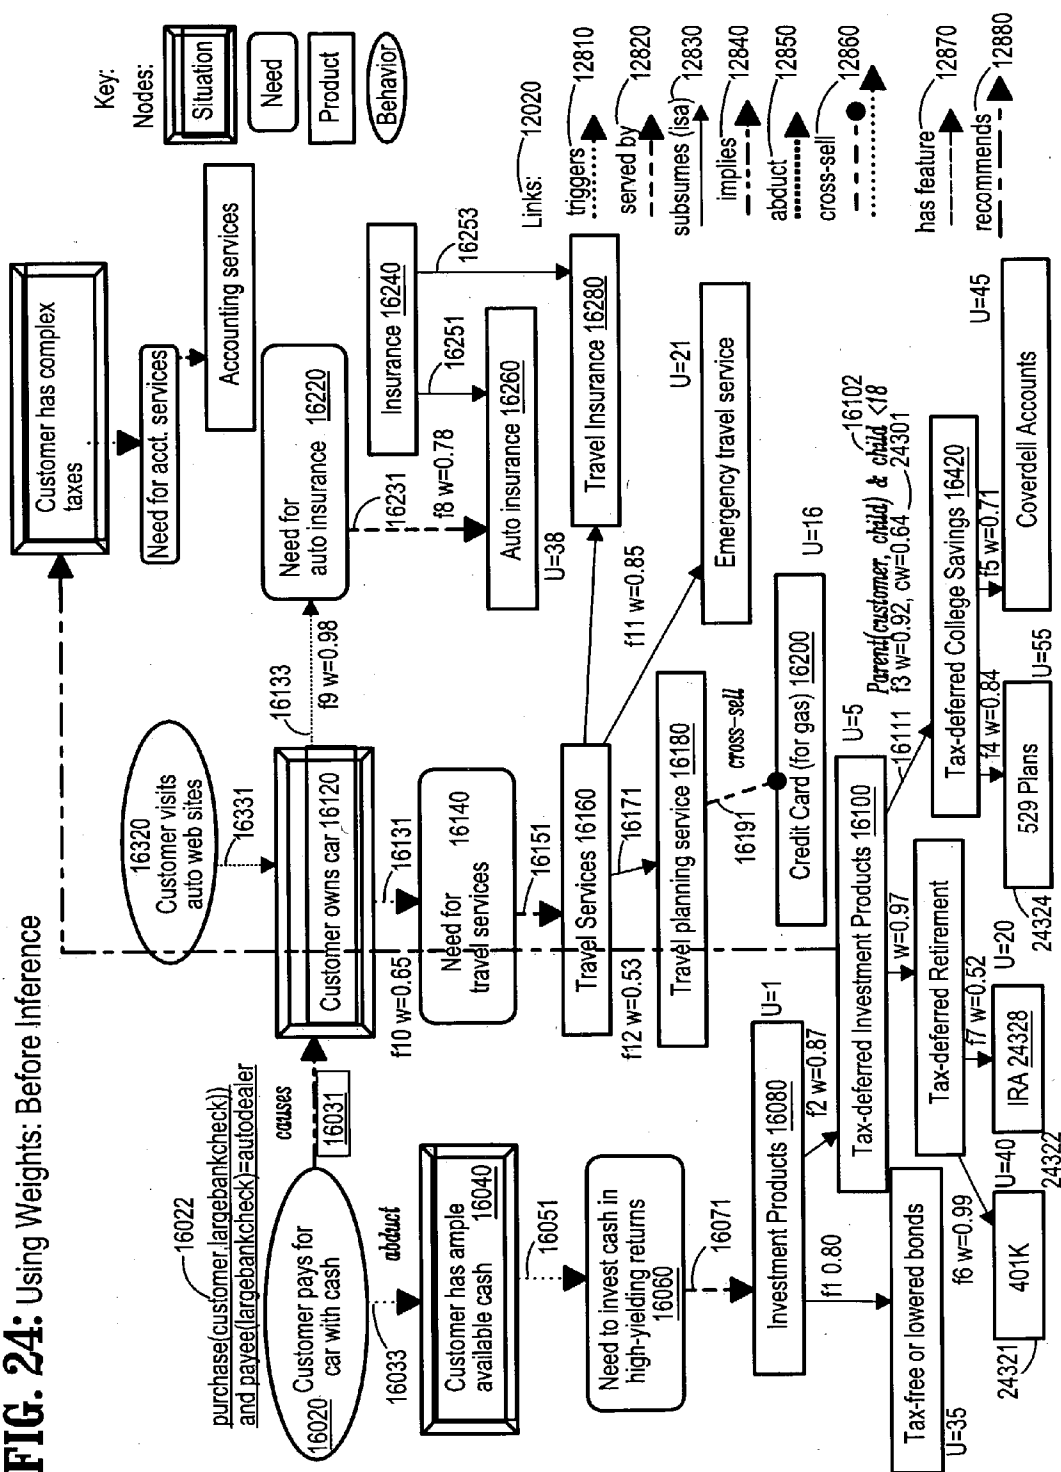 FIG. 24: Using Weights: Before Inference
16022
purchase(customer,largebankcheck))
and payee(largebankcheck)=autodealer
16020 Customer pays for
car with cash
causes
16031
16033
abduct
Customer has ample
available cash 16040
16051
Need to invest cash in
high-yielding returns
16060
16071
Investment Products 16080
U=1
f1 0.80
f2 w=0.87
Tax-free or lowered bonds
U=35
16320
Customer visits
auto web sites
16331
Customer owns car 16120
16133
f9 w=0.98
f10 w=0.65
16131
Need for
travel services
16140
16151
Travel Services 16160
f12 w=0.53
16171
f11 w=0.85
Travel planning service 16180
cross-sell
16191
Credit Card (for gas) 16200
U=16
Tax-deferred Investment Products 16100
U=5
w=0.97
16111
Parent(customer, child) & child <18
16102
f3 w=0.92, cw=0.64
24301
Tax-deferred Retirement
f6 w=0.99
f7 w=0.52
401K
U=40
24321
IRA 24328
U=20
24322
Tax-deferred College Savings 16420
f4 w=0.84
f5 w=0.71
529 Plans
U=55
24324
Coverdell Accounts
U=45
Customer has complex
taxes
Need for acct. services
Accounting services
Need for
auto insurance 16220
16231
f8 w=0.78
Insurance 16240
16251
16253
Auto insurance 16260
U=38
Travel Insurance 16280
Emergency travel service
U=21
Key:
Nodes:
Situation
Need
Product
Behavior
Links:
12020
triggers
12810
served by
12820
subsumes (isa)
12830
implies
12840
abduct
12850
cross-sell
12860
has feature
12870
recommends
12880